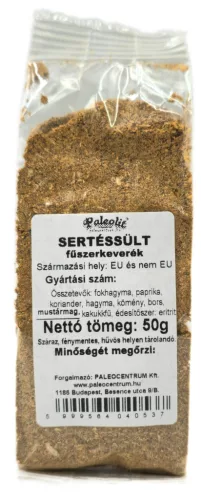 Paleolit
SERTÉSSÜLT
fűszerkeverék
Származási hely: EU és nem EU
Gyártási szám:
Összetevők: fokhagyma, paprika,
koriander, hagyma, kömény, bors,
mustármag, kakukkfű, édesítőszer: eritrit
Nettó tömeg: 50g
Száraz, fénymentes, hűvös helyen tárolandó
Minőségét megőrzi:
Forgalmazó: PALEOCENTRUM Kft.
www.paleocentrum.hu
1186 Budapest, Besence utca 8/B.
5 999564 040537